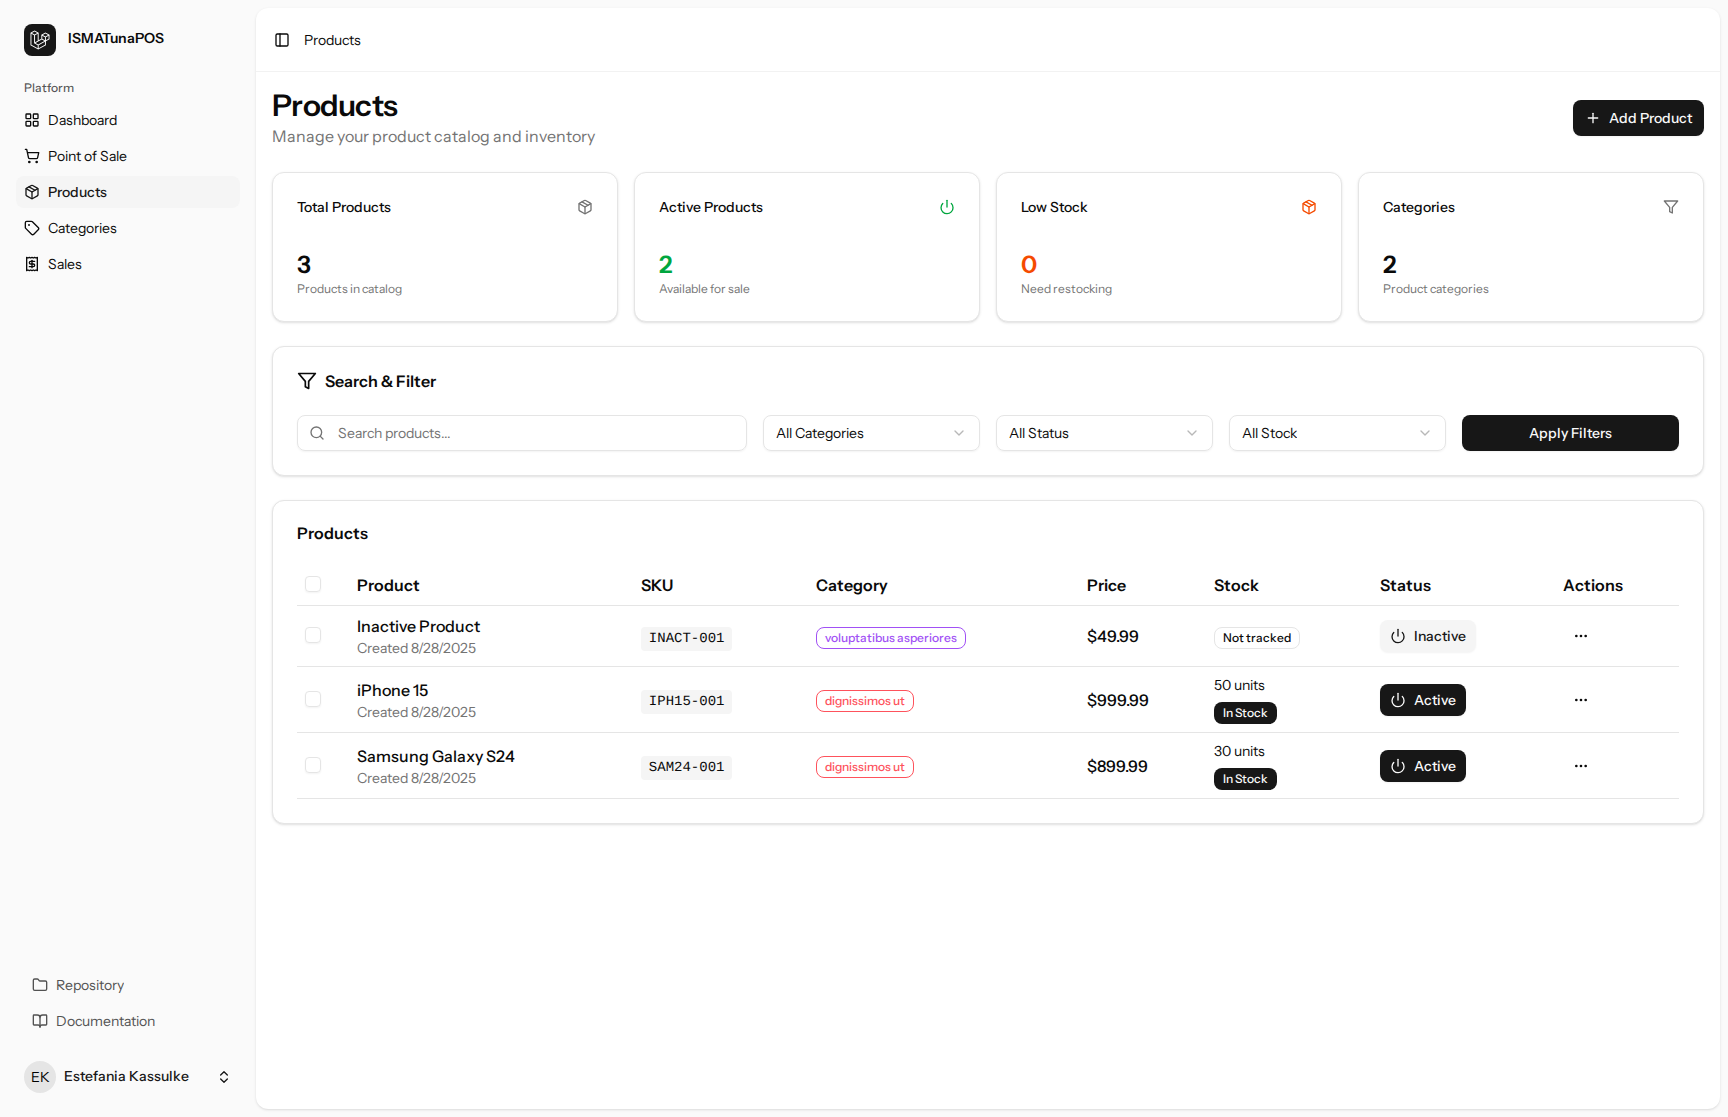 ISMATunaPOS
Platform
Dashboard
Point of Sale
Products
Categories
Sales
Repository
Documentation
EK Estefania Kassulke
Products
Products
Manage your product catalog and inventory
Add Product
Total Products
3
Products in catalog
Active Products
2
Available for sale
Low Stock
0
Need restocking
Categories
2
Product categories
Search & Filter
Search products... All Categories All Status All Stock Apply Filters
Products
Product SKU Category Price Stock Status Actions
Inactive Product
Created 8/28/2025
INACT-001 voluptatibus asperiores $49.99 Not tracked Inactive
iPhone 15
Created 8/28/2025
IPH15-001 dignissimos ut $999.99
50 units
In Stock
Active
Samsung Galaxy S24
Created 8/28/2025
SAM24-001 dignissimos ut $899.99
30 units
In Stock
Active